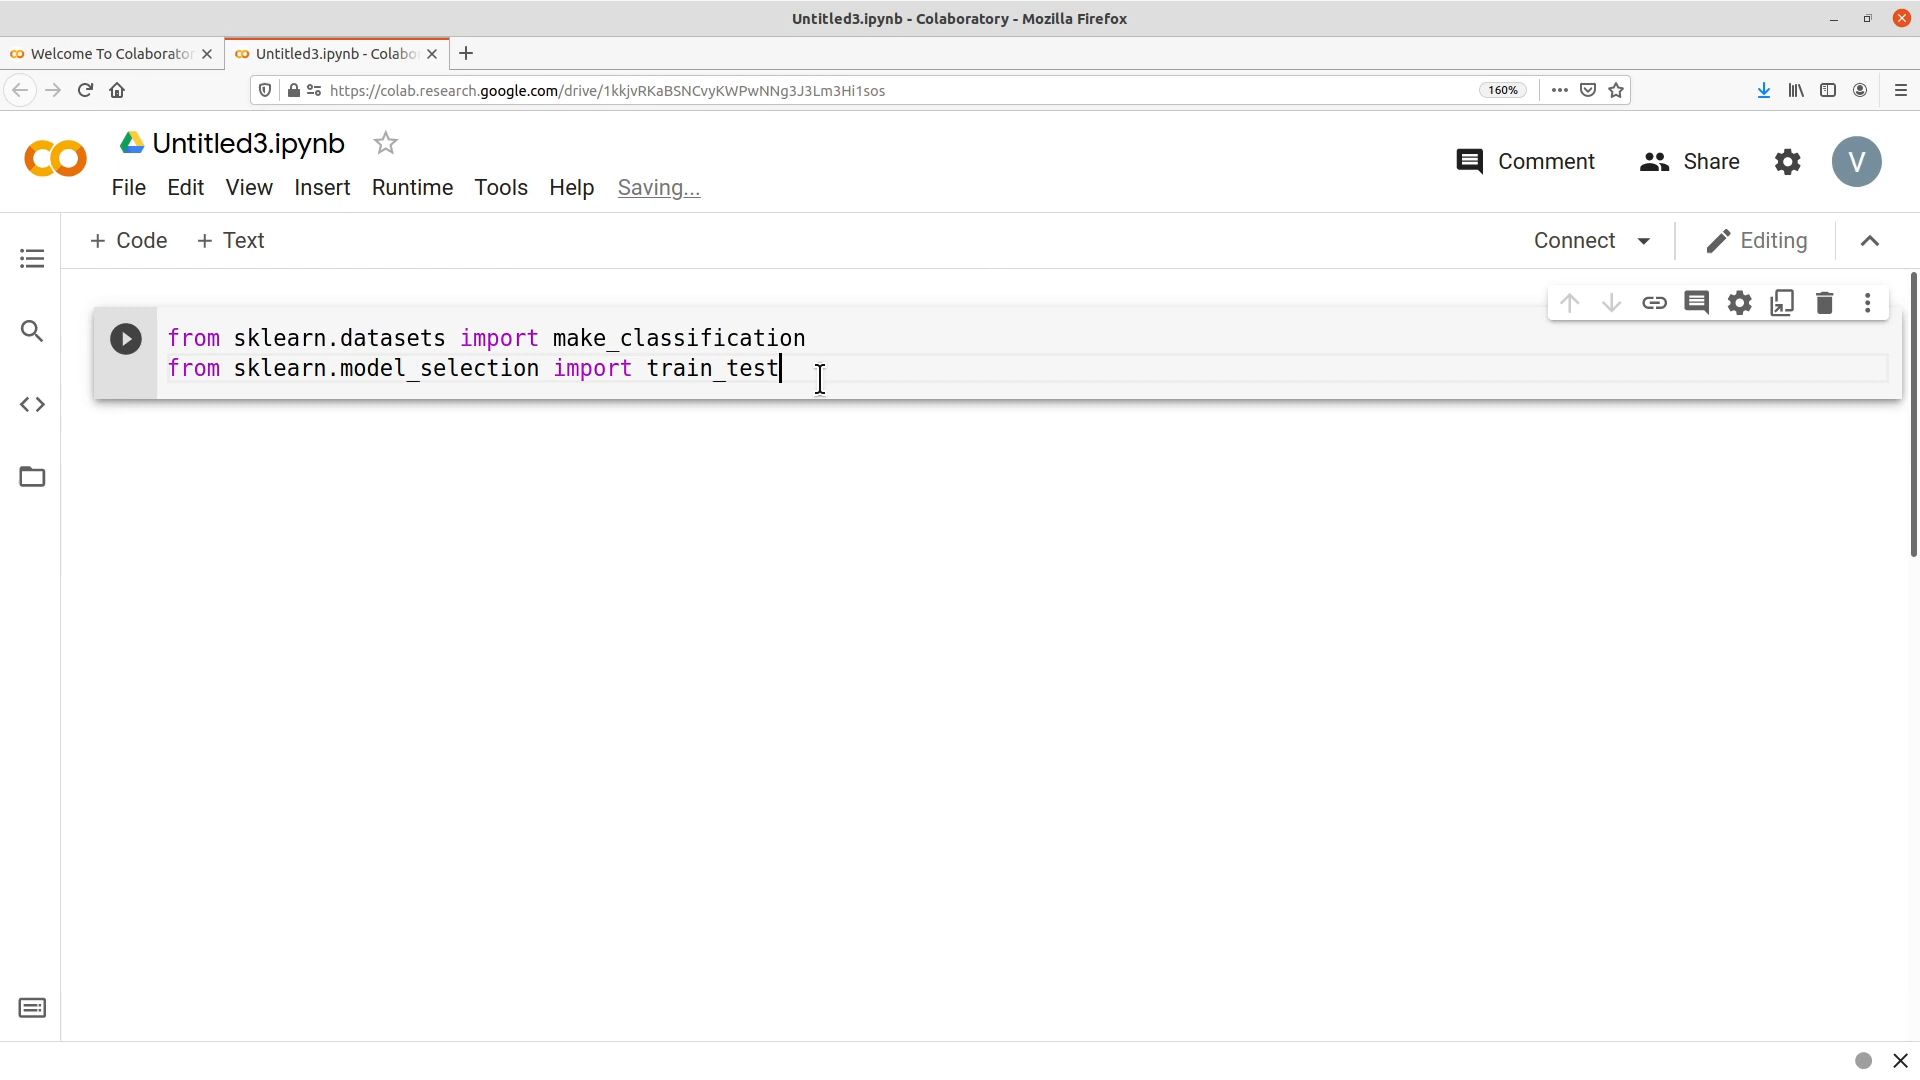 Untitled3.ipynb - Colaboratory - Mozilla Firefox
Welcome To Colaborator
Untitled3.ipynb - Colabo
https://colab.research.google.com/drive/1kkjvRKaBSNCvyKWPwNNg3J3Lm3Hi1sos
160%
Untitled3.ipynb
Comment
Share
V
File Edit View Insert Runtime Tools Help Saving...
+ Code + Text
Connect
Editing
from sklearn.datasets import make_classification
from sklearn.model_selection import train_test